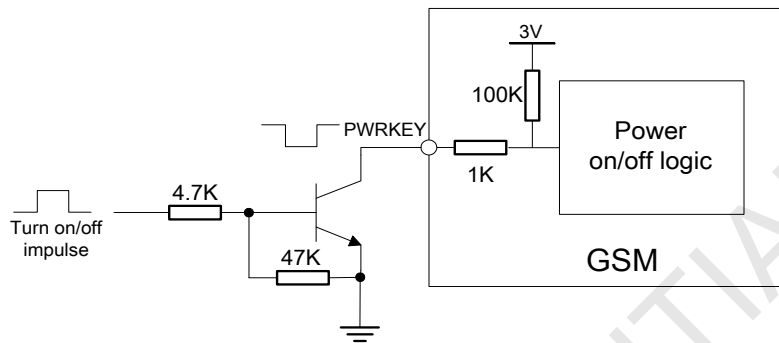 3V
100K
PWRKEY
Power
on/off logic
1K
4.7K
Turn on/off
impulse
47K
GSM